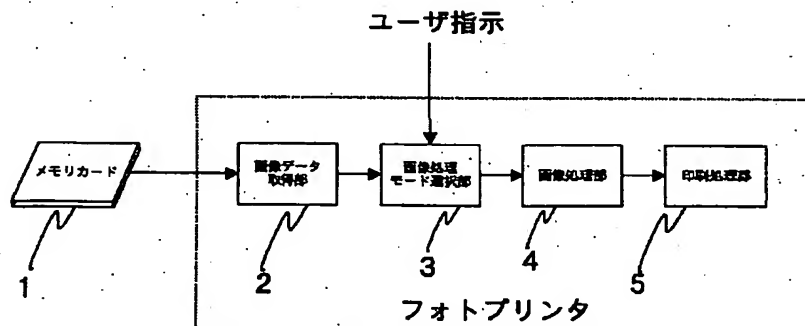 ユーザ指示
メモリカード
画像データ
取得部
画像処理
モード選択部
画像処理部
印刷処理部
1
2
3
4
5
フォトプリンタ